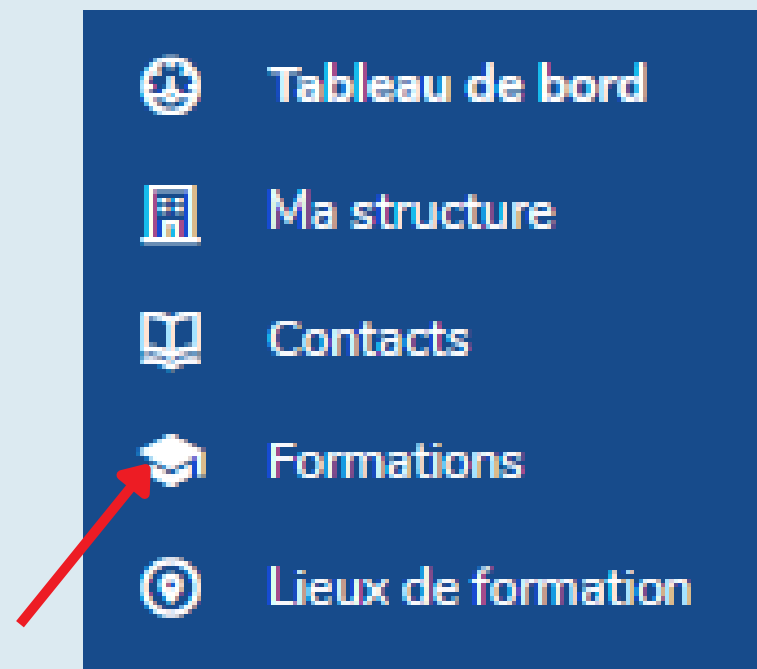 Tableau de bord
Ma structure
Contacts
Formations
Lieux de formation